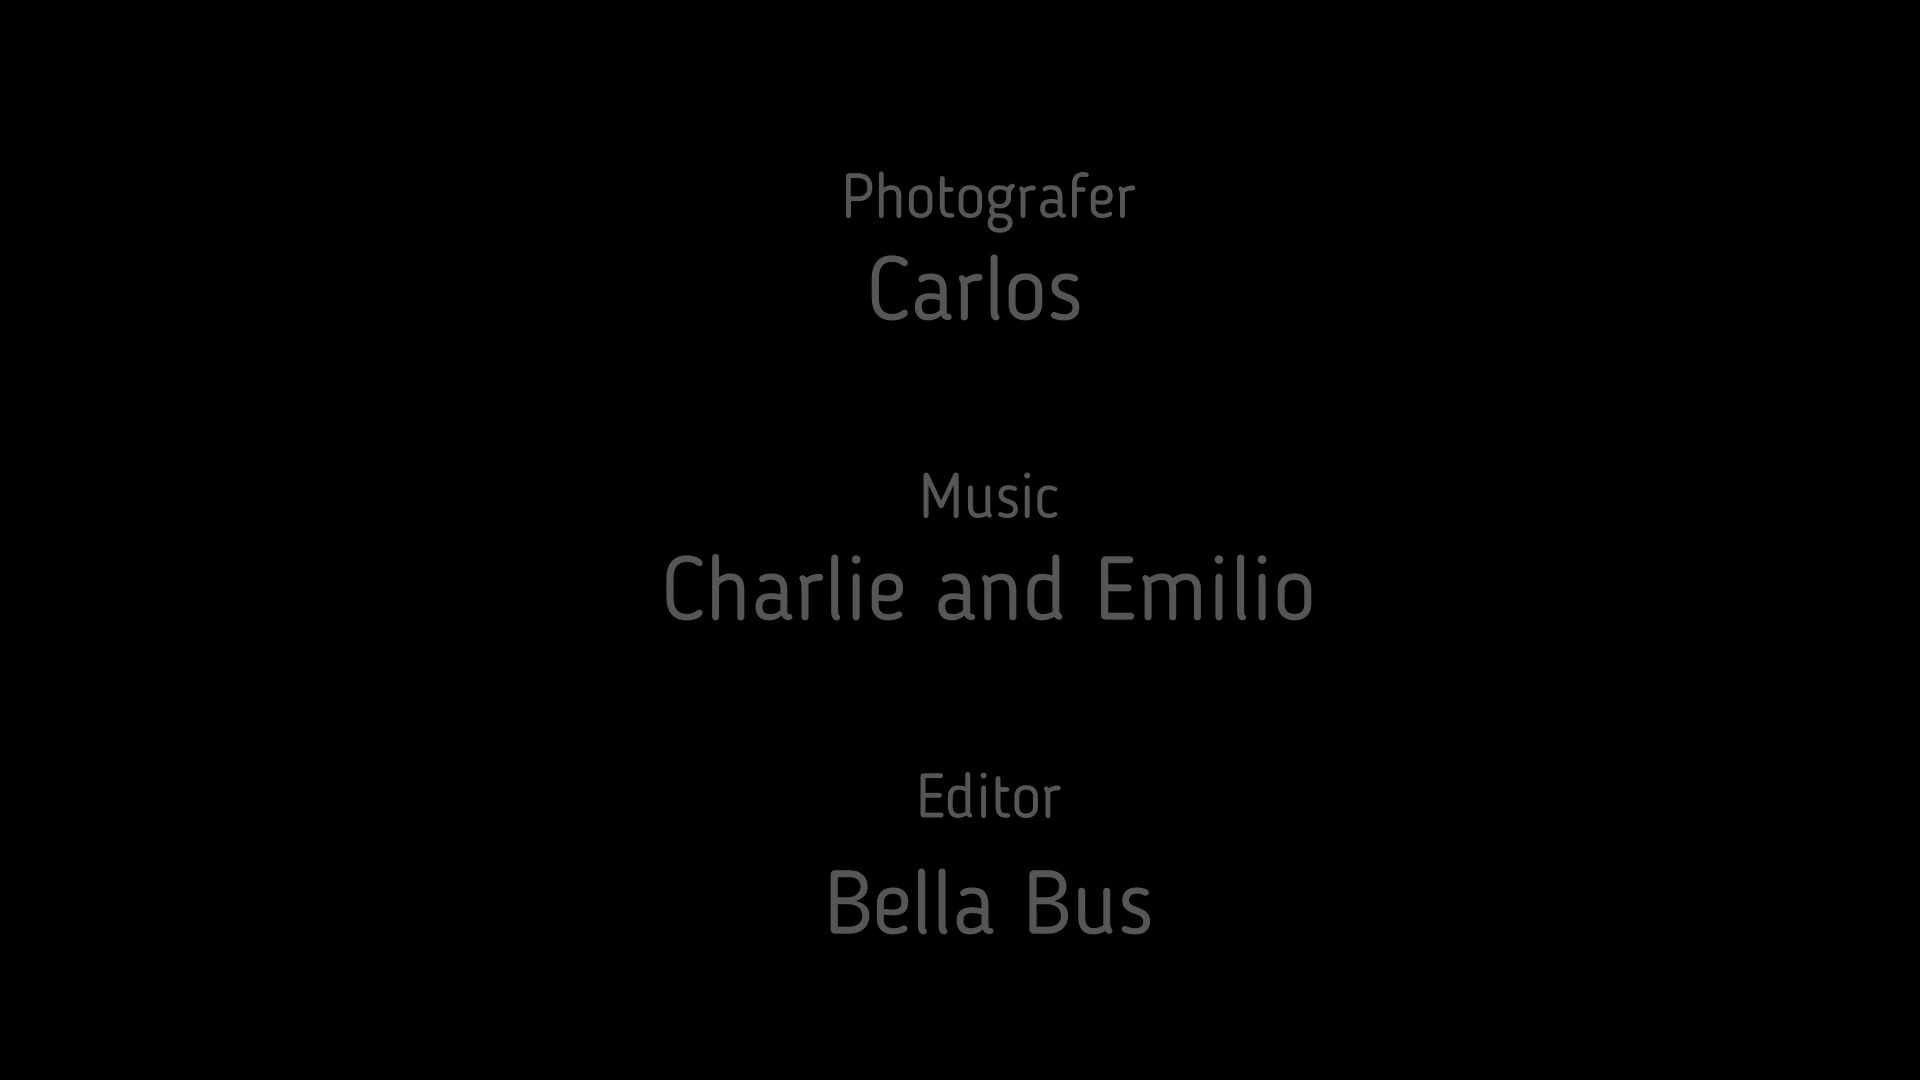 Photografer
Carlos
Music
Charlie and Emilio
Editor
Bella Bus